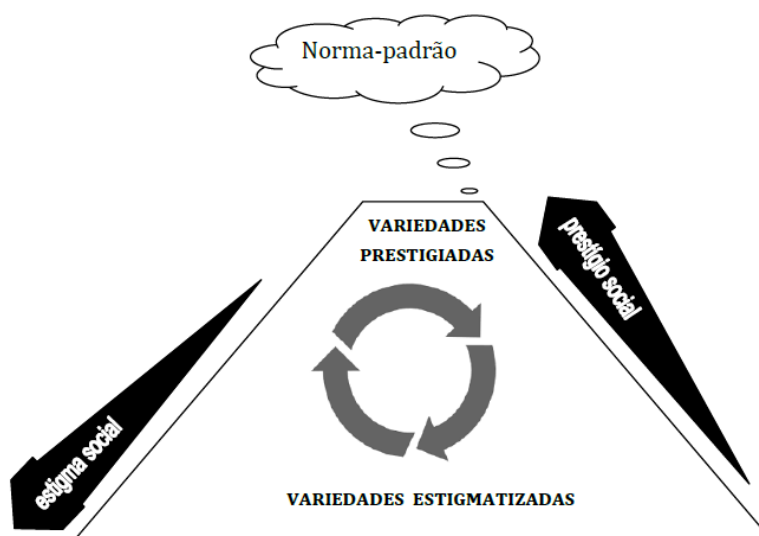 Norma-padrão
VARIEDADES
PRESTIGIADAS
prestígio social
estigma social
VARIEDADES ESTIGMATIZADAS